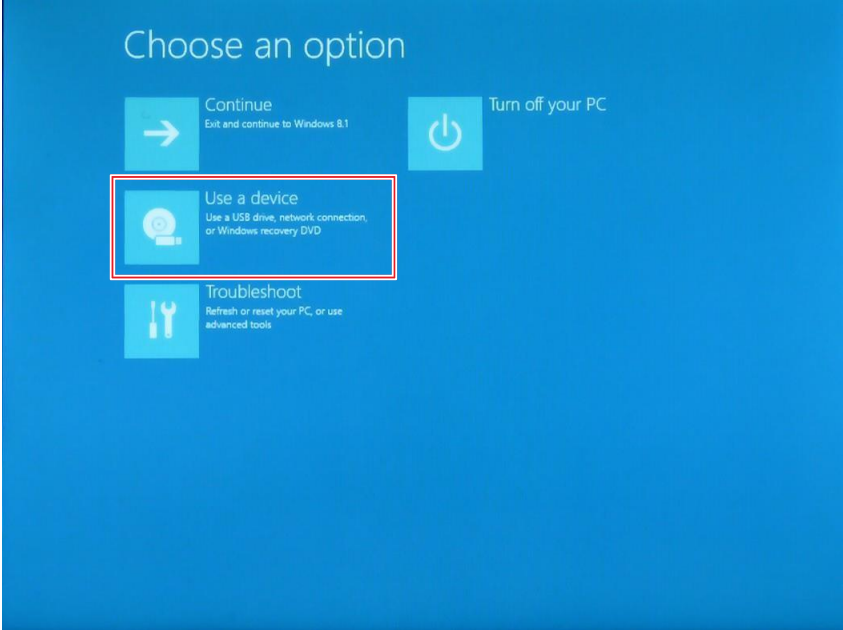 Choose an option
Continue
Exit and continue to Windows 8.1
Turn off your PC
Use a device
Use a USB drive, network connection,
or Windows recovery DVD
Troubleshoot
Refresh or reset your PC, or use
advanced tools